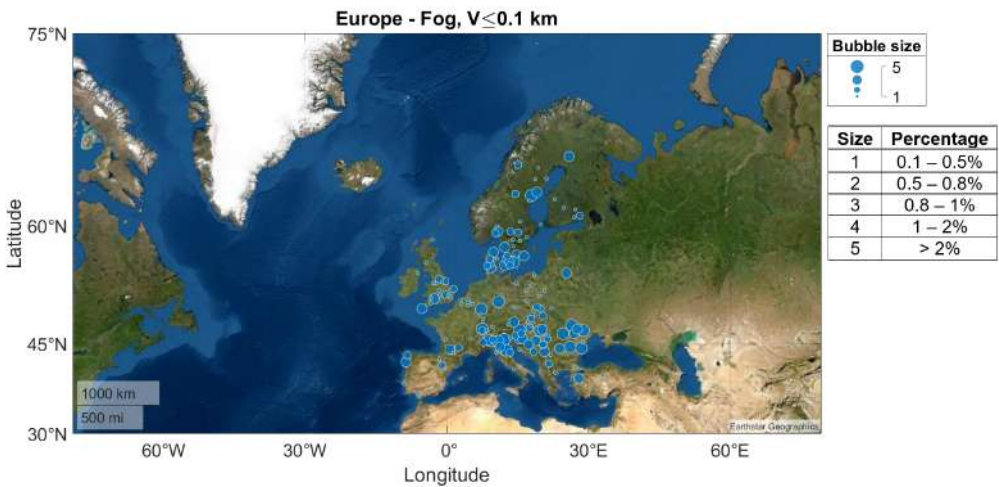 Europe - Fog, V≤0.1 km
75°N
60°N
45°N
30°N
Latitude
60°W
30°W
0°
30°E
60°E
Longitude
1000 km
500 mi
Earthstar Geographics
Bubble size
5
1
Size Percentage
1 0.1 – 0.5%
2 0.5 – 0.8%
3 0.8 – 1%
4 1 – 2%
5 > 2%